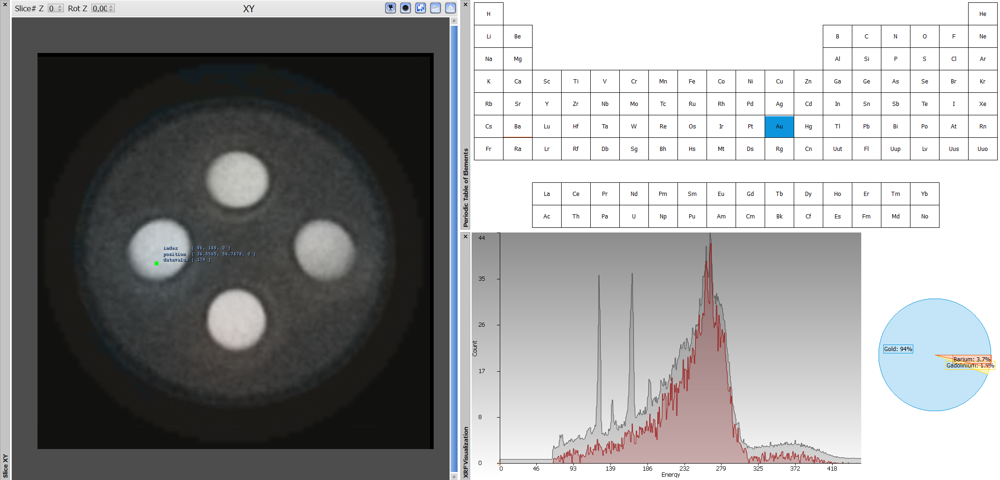 Slice# Z 0 Rot Z 0,00 XY
Slice XY
index [ 96, 149, 0 ]
position [ 36.5565, 56.7678, 0 ]
datavalue [ 179 ]
Periodic Table of Elements
H He
Li Be B C N O F Ne
Na Mg Al Si P S Cl Ar
K Ca Sc Ti V Cr Mn Fe Co Ni Cu Zn Ga Ge As Se Br Kr
Rb Sr Y Zr Nb Mo Tc Ru Rh Pd Ag Cd In Sn Sb Te I Xe
Cs Ba Lu Hf Ta W Re Os Ir Pt Au Hg Tl Pb Bi Po At Rn
Fr Ra Lr Rf Db Sg Bh Hs Mt Ds Rg Cn Uut Fl Uup Lv Uus Uuo
La Ce Pr Nd Pm Sm Eu Gd Tb Dy Ho Er Tm Yb
Ac Th Pa U Np Pu Am Cm Bk Cf Es Fm Md No
XRF Visualization
44
35
26
17
8
0
Count
0 46 93 139 186 232 279 325 372 418
Energy
Gold: 94%
Barium: 3.7%
Gadolinium: 1.9%